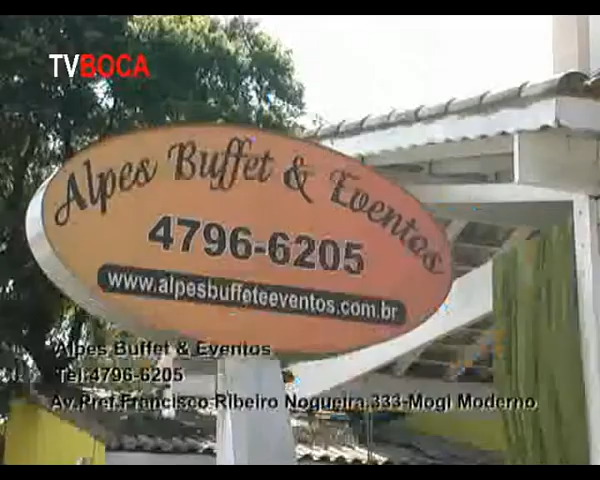 TVBOCA
Alpes Buffet & Eventos
4796-6205
www.alpesbuffeteeventos.com.br
Alpes Buffet & Eventos
Tel:4796-6205
Av.Pref.Francisco Ribeiro Nogueira,333-Mogi Moderno